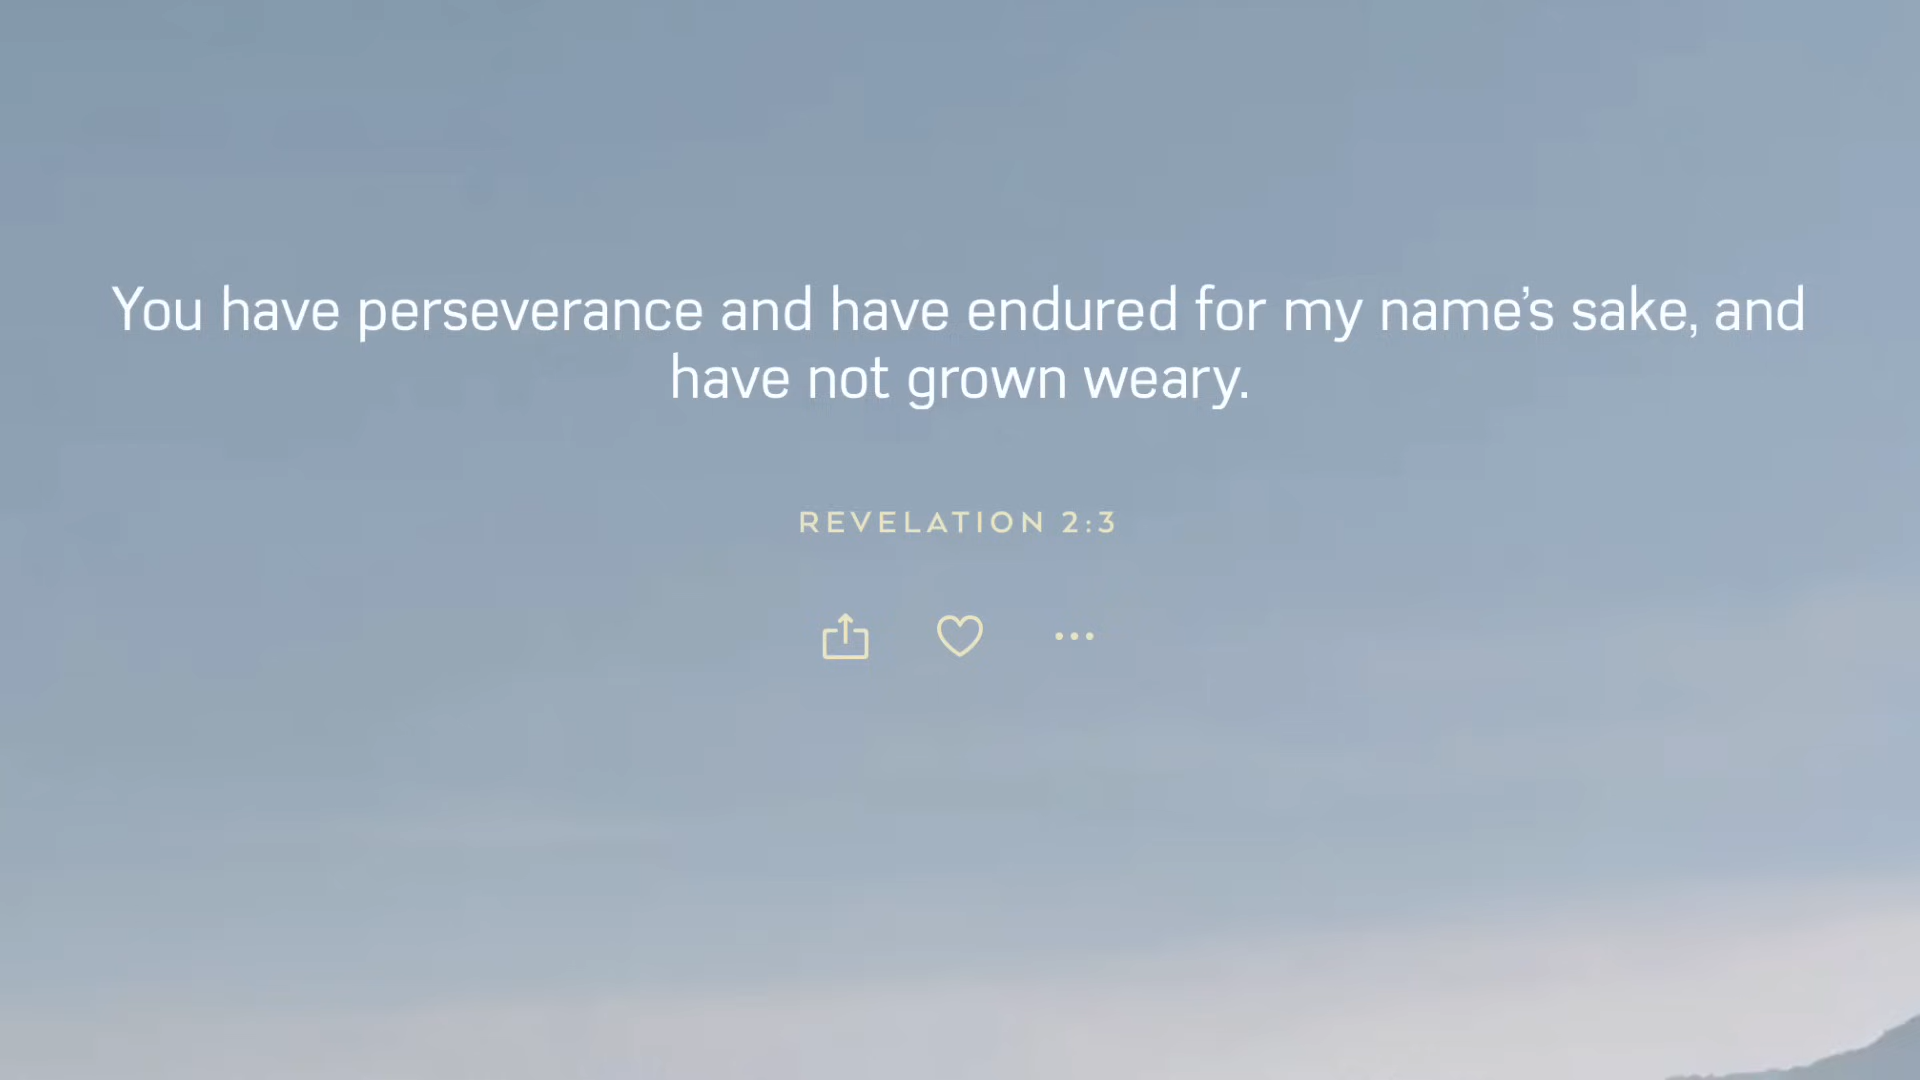 You have perseverance and have endured for my name’s sake, and
have not grown weary.
REVELATION 2:3